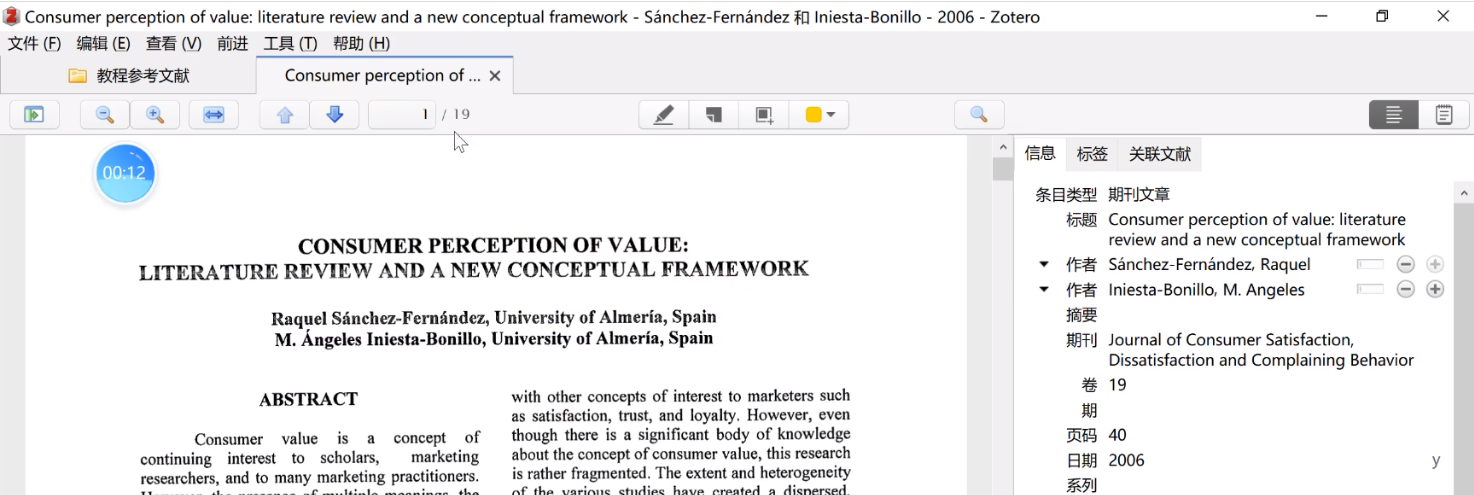 Consumer perception of value: literature review and a new conceptual framework - Sánchez-Fernández 和 Iniesta-Bonillo - 2006 - Zotero
文件 (F) 编辑 (E) 查看 (V) 前进 工具 (T) 帮助 (H)
教程参考文献 Consumer perception of ...
1 / 19
00:12
CONSUMER PERCEPTION OF VALUE:
LITERATURE REVIEW AND A NEW CONCEPTUAL FRAMEWORK
Raquel Sánchez-Fernández, University of Almería, Spain
M. Ángeles Iniesta-Bonillo, University of Almería, Spain
ABSTRACT
Consumer value is a concept of
continuing interest to scholars, marketing
researchers, and to many marketing practitioners.
However, the presence of multiple meanings, the
with other concepts of interest to marketers such
as satisfaction, trust, and loyalty. However, even
though there is a significant body of knowledge
about the concept of consumer value, this research
is rather fragmented. The extent and heterogeneity
of the various studies have created a dispersed,
信息 标签 关联文献
条目类型 期刊文章
标题 Consumer perception of value: literature
review and a new conceptual framework
作者 Sánchez-Fernández, Raquel
作者 Iniesta-Bonillo, M. Angeles
摘要
期刊 Journal of Consumer Satisfaction,
Dissatisfaction and Complaining Behavior
卷 19
期
页码 40
日期 2006 y
系列